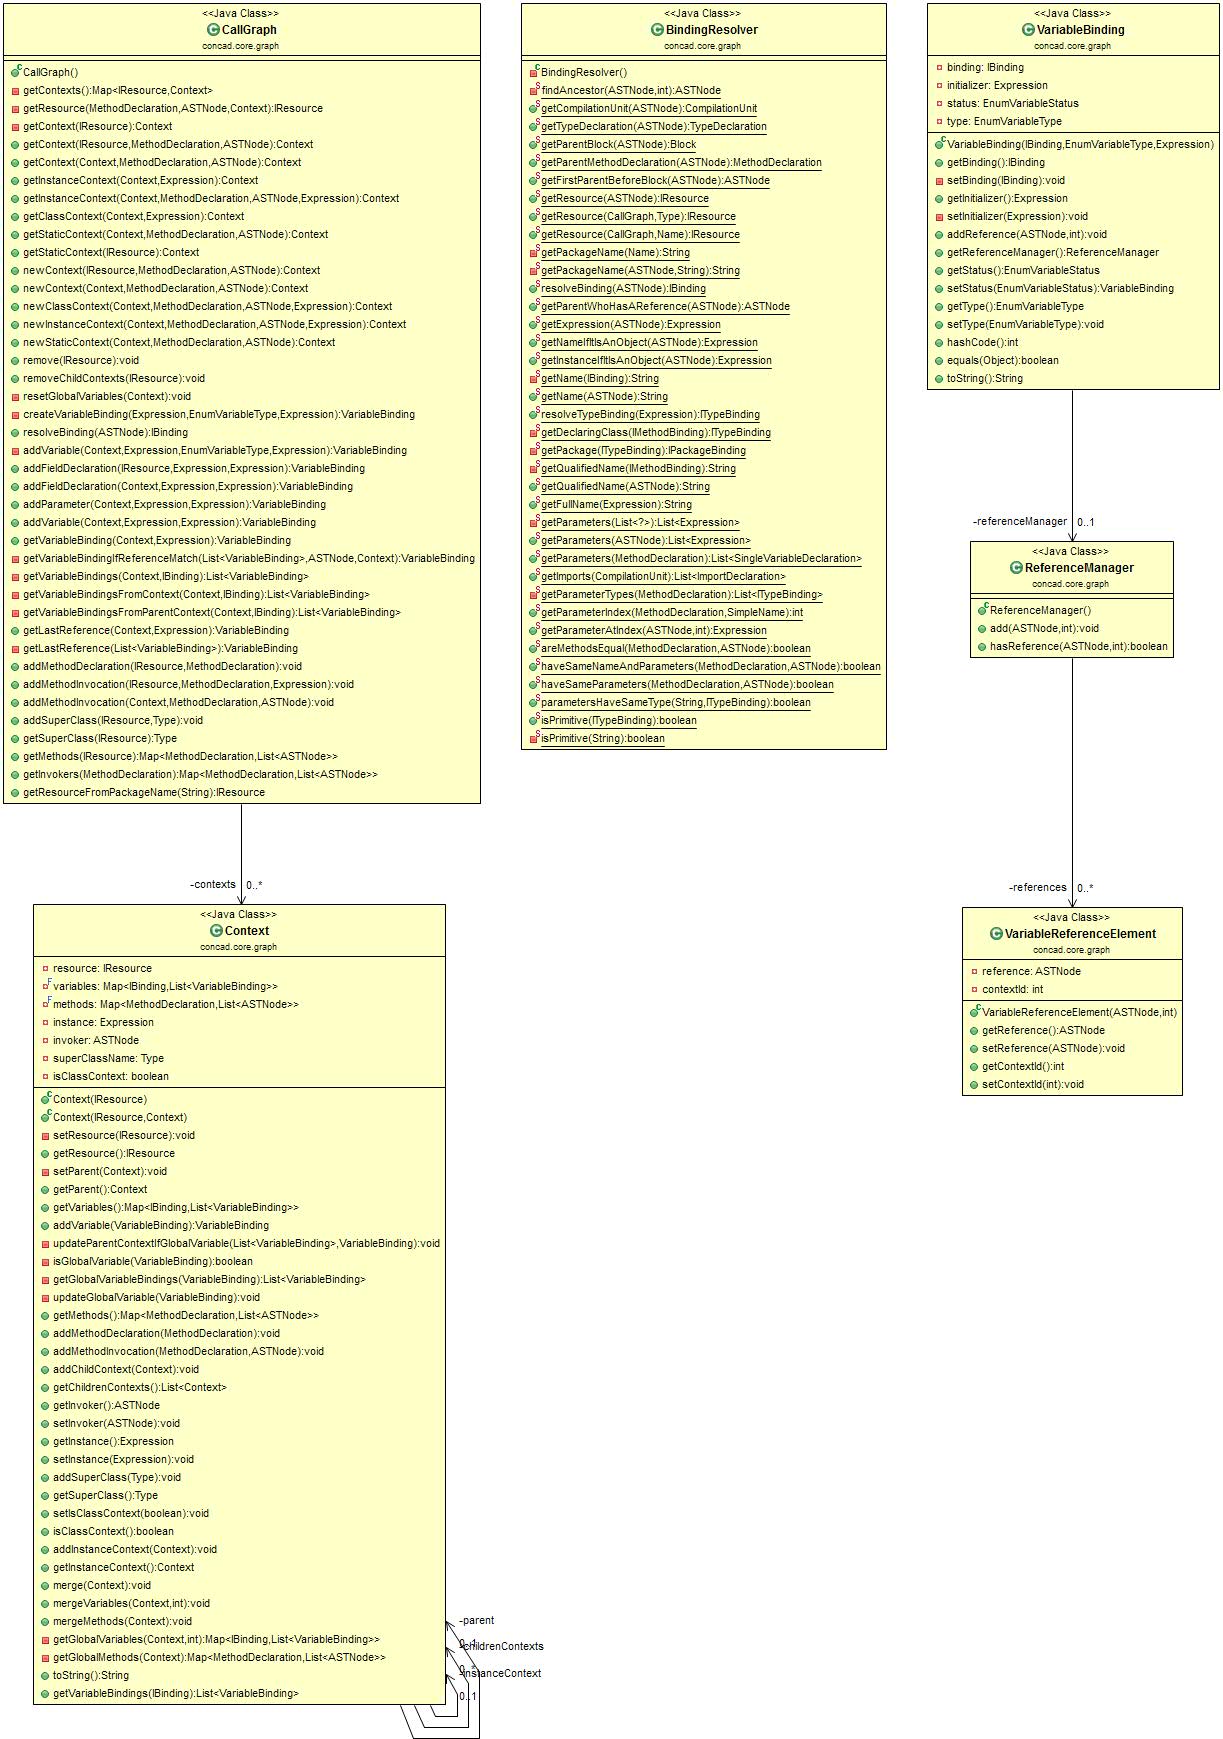 <<Java Class>>
CallGraph
concad.core.graph
CallGraph()
getContexts():Map<IResource,Context>
getResource(MethodDeclaration,ASTNode,Context):IResource
getContext(IResource):Context
getContext(IResource,MethodDeclaration,ASTNode):Context
getContext(Context,MethodDeclaration,ASTNode):Context
getInstanceContext(Context,Expression):Context
getInstanceContext(Context,MethodDeclaration,ASTNode,Expression):Context
getClassContext(Context,Expression):Context
getStaticContext(Context,MethodDeclaration,ASTNode):Context
getStaticContext(IResource):Context
newContext(IResource,MethodDeclaration,ASTNode):Context
newContext(Context,MethodDeclaration,ASTNode):Context
newClassContext(Context,MethodDeclaration,ASTNode,Expression):Context
newInstanceContext(Context,MethodDeclaration,ASTNode,Expression):Context
newStaticContext(Context,MethodDeclaration,ASTNode):Context
remove(IResource):void
removeChildContexts(IResource):void
resetGlobalVariables(Context):void
createVariableBinding(Expression,EnumVariableType,Expression):VariableBinding
resolveBinding(ASTNode):IBinding
addVariable(Context,Expression,EnumVariableType,Expression):VariableBinding
addFieldDeclaration(IResource,Expression,Expression):VariableBinding
addFieldDeclaration(Context,Expression,Expression):VariableBinding
addParameter(Context,Expression,Expression):VariableBinding
addVariable(Context,Expression,Expression):VariableBinding
getVariableBinding(Context,Expression):VariableBinding
getVariableBindingIfReferenceMatch(List<VariableBinding>,ASTNode,Context):VariableBinding
getVariableBindings(Context,IBinding):List<VariableBinding>
getVariableBindingsFromContext(Context,IBinding):List<VariableBinding>
getVariableBindingsFromParentContext(Context,IBinding):List<VariableBinding>
getLastReference(Context,Expression):VariableBinding
getLastReference(List<VariableBinding>):VariableBinding
addMethodDeclaration(IResource,MethodDeclaration):void
addMethodInvocation(IResource,MethodDeclaration,Expression):void
addMethodInvocation(Context,MethodDeclaration,ASTNode):void
addSuperClass(IResource,Type):void
getSuperClass(IResource):Type
getMethods(IResource):Map<MethodDeclaration,List<ASTNode>>
getInvokers(MethodDeclaration):Map<MethodDeclaration,List<ASTNode>>
getResourceFromPackageName(String):IResource
<<Java Class>>
BindingResolver
concad.core.graph
BindingResolver()
findAncestor(ASTNode,int):ASTNode
getCompilationUnit(ASTNode):CompilationUnit
getTypeDeclaration(ASTNode):TypeDeclaration
getParentBlock(ASTNode):Block
getParentMethodDeclaration(ASTNode):MethodDeclaration
getFirstParentBeforeBlock(ASTNode):ASTNode
getResource(ASTNode):IResource
getResource(CallGraph,Type):IResource
getResource(CallGraph,Name):IResource
getPackageName(Name):String
getPackageName(ASTNode,String):String
resolveBinding(ASTNode):IBinding
getParentWhoHasAReference(ASTNode):ASTNode
getExpression(ASTNode):Expression
getNameIfItIsAnObject(ASTNode):Expression
getInstanceIfItIsAnObject(ASTNode):Expression
getName(IBinding):String
getName(ASTNode):String
resolveTypeBinding(Expression):ITypeBinding
getDeclaringClass(IMethodBinding):ITypeBinding
getPackage(ITypeBinding):IPackageBinding
getQualifiedName(IMethodBinding):String
getQualifiedName(ASTNode):String
getFullName(Expression):String
getParameters(List<?>):List<Expression>
getParameters(ASTNode):List<Expression>
getParameters(MethodDeclaration):List<SingleVariableDeclaration>
getImports(CompilationUnit):List<ImportDeclaration>
getParameterTypes(MethodDeclaration):List<ITypeBinding>
getParameterIndex(MethodDeclaration,SimpleName):int
getParameterAtIndex(ASTNode,int):Expression
areMethodsEqual(MethodDeclaration,ASTNode):boolean
haveSameNameAndParameters(MethodDeclaration,ASTNode):boolean
haveSameParameters(MethodDeclaration,ASTNode):boolean
parametersHaveSameType(String,ITypeBinding):boolean
isPrimitive(ITypeBinding):boolean
isPrimitive(String):boolean
<<Java Class>>
VariableBinding
concad.core.graph
binding: IBinding
initializer: Expression
status: EnumVariableStatus
type: EnumVariableType
VariableBinding(IBinding,EnumVariableType,Expression)
getBinding():IBinding
setBinding(IBinding):void
getInitializer():Expression
setInitializer(Expression):void
addReference(ASTNode,int):void
getReferenceManager():ReferenceManager
getStatus():EnumVariableStatus
setStatus(EnumVariableStatus):VariableBinding
getType():EnumVariableType
setType(EnumVariableType):void
hashCode():int
equals(Object):boolean
toString():String
-referenceManager 0..1
<<Java Class>>
ReferenceManager
concad.core.graph
ReferenceManager()
add(ASTNode,int):void
hasReference(ASTNode,int):boolean
-references 0..*
<<Java Class>>
VariableReferenceElement
concad.core.graph
reference: ASTNode
contextId: int
VariableReferenceElement(ASTNode,int)
getReference():ASTNode
setReference(ASTNode):void
getContextId():int
setContextId(int):void
-contexts 0..*
<<Java Class>>
Context
concad.core.graph
resource: IResource
variables: Map<IBinding,List<VariableBinding>>
methods: Map<MethodDeclaration,List<ASTNode>>
instance: Expression
invoker: ASTNode
superClassName: Type
isClassContext: boolean
Context(IResource)
Context(IResource,Context)
setResource(IResource):void
getResource():IResource
setParent(Context):void
getParent():Context
getVariables():Map<IBinding,List<VariableBinding>>
addVariable(VariableBinding):VariableBinding
updateParentContextIfGlobalVariable(List<VariableBinding>,VariableBinding):void
isGlobalVariable(VariableBinding):boolean
getGlobalVariableBindings(VariableBinding):List<VariableBinding>
updateGlobalVariable(VariableBinding):void
getMethods():Map<MethodDeclaration,List<ASTNode>>
addMethodDeclaration(MethodDeclaration):void
addMethodInvocation(MethodDeclaration,ASTNode):void
addChildContext(Context):void
getChildrenContexts():List<Context>
getInvoker():ASTNode
setInvoker(ASTNode):void
getInstance():Expression
setInstance(Expression):void
addSuperClass(Type):void
getSuperClass():Type
setIsClassContext(boolean):void
isClassContext():boolean
addInstanceContext(Context):void
getInstanceContext():Context
merge(Context):void
mergeVariables(Context,int):void
mergeMethods(Context):void
getGlobalVariables(Context,int):Map<IBinding,List<VariableBinding>>
getGlobalMethods(Context):Map<MethodDeclaration,List<ASTNode>>
toString():String
getVariableBindings(IBinding):List<VariableBinding>
-parent
0..1
-childrenContexts
0..*
-instanceContext
0..1